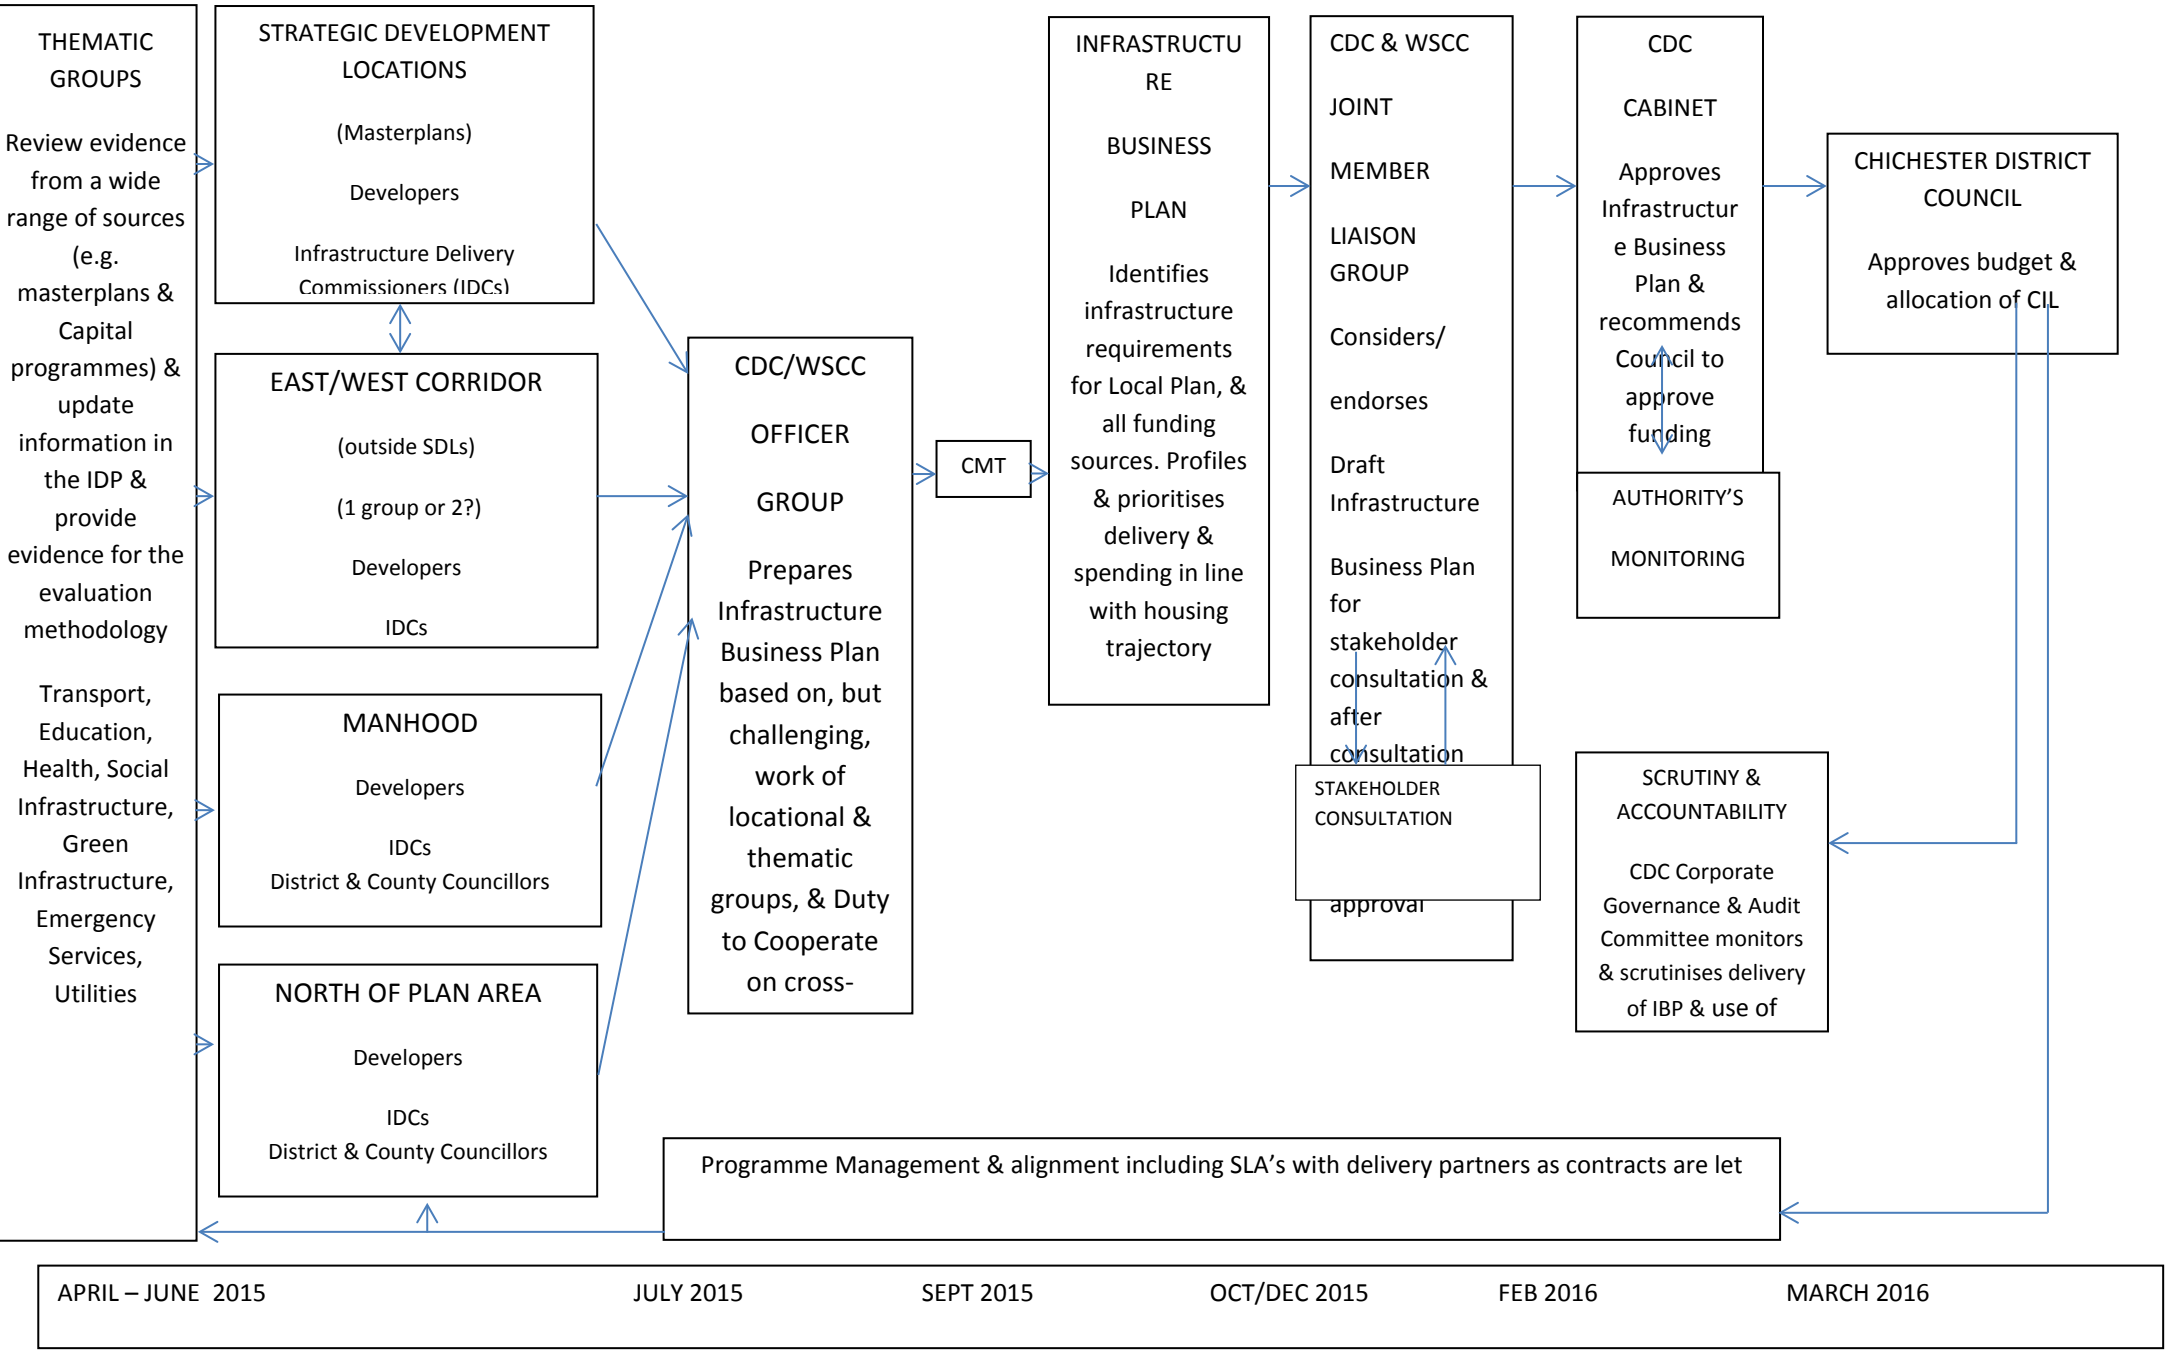 THEMATIC
GROUPS
Review evidence
from a wide
range of sources
(e.g.
masterplans &
Capital
programmes) &
update
information in
the IDP &
provide
evidence for the
evaluation
methodology
Transport,
Education,
Health, Social
Infrastructure,
Green
Infrastructure,
Emergency
Services,
Utilities
STRATEGIC DEVELOPMENT
LOCATIONS
(Masterplans)
Developers
Infrastructure Delivery
Commissioners (IDCs)
EAST/WEST CORRIDOR
(outside SDLs)
(1 group or 2?)
Developers
IDCs
MANHOOD
Developers
IDCs
District & County Councillors
NORTH OF PLAN AREA
Developers
IDCs
District & County Councillors
CDC/WSCC
OFFICER
GROUP
Prepares
Infrastructure
Business Plan
based on, but
challenging,
work of
locational &
thematic
groups, & Duty
to Cooperate
on cross-
CMT
INFRASTRUCTU
RE
BUSINESS
PLAN
Identifies
infrastructure
requirements
for Local Plan, &
all funding
sources. Profiles
& prioritises
delivery &
spending in line
with housing
trajectory
CDC & WSCC
JOINT
MEMBER
LIAISON
GROUP
Considers/
endorses
Draft
Infrastructure
Business Plan
for
stakeholder
consultation &
after
consultation
approval
STAKEHOLDER
CONSULTATION
CDC
CABINET
Approves
Infrastructur
e Business
Plan &
recommends
Council to
approve
funding
AUTHORITY'S
MONITORING
SCRUTINY &
ACCOUNTABILITY
CDC Corporate
Governance & Audit
Committee monitors
& scrutinises delivery
of IBP & use of
CHICHESTER DISTRICT
COUNCIL
Approves budget &
allocation of CIL
Programme Management & alignment including SLA's with delivery partners as contracts are let
APRIL – JUNE 2015 JULY 2015 SEPT 2015 OCT/DEC 2015 FEB 2016 MARCH 2016